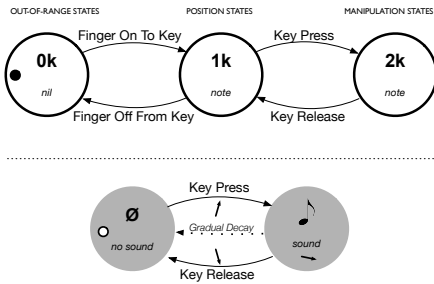 OUT-OF-RANGE STATES
POSITION STATES
MANIPULATION STATES
Finger On To Key
Key Press
0k
1k
2k
nil
note
note
Finger Off From Key
Key Release
Key Press
Ø
Gradual Decay
no sound
sound
Key Release